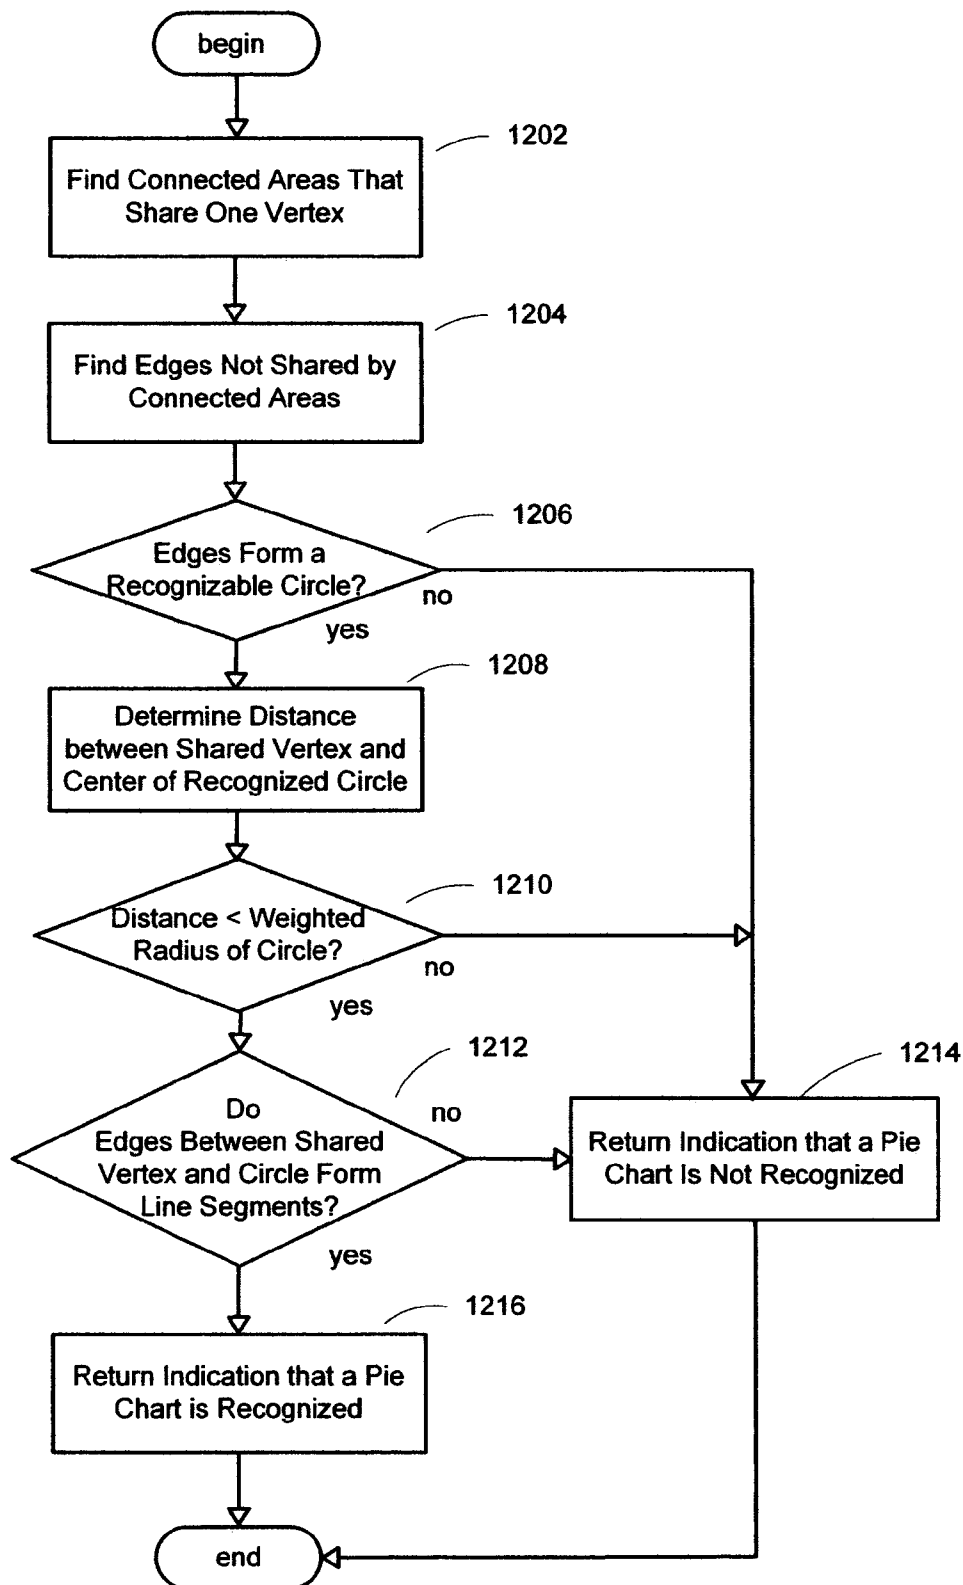 begin
1202
Find Connected Areas That
Share One Vertex
1204
Find Edges Not Shared by
Connected Areas
1206
Edges Form a
Recognizable Circle?
no
yes
1208
Determine Distance
between Shared Vertex and
Center of Recognized Circle
1210
Distance < Weighted
Radius of Circle?
no
yes
1212
Do
Edges Between Shared
Vertex and Circle Form
Line Segments?
no
yes
1214
Return Indication that a Pie
Chart Is Not Recognized
1216
Return Indication that a Pie
Chart is Recognized
end